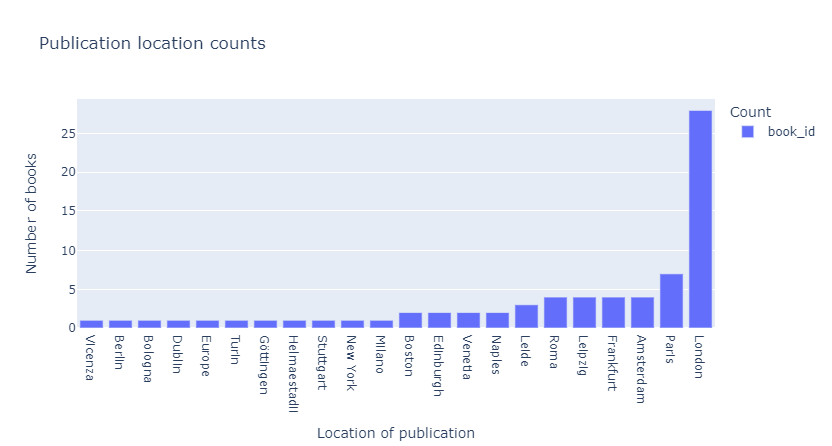 Publication location counts
Count
book_id
Number of books
25
20
15
10
5
0
Vicenza
Berlin
Bologna
Dublin
Europe
Turin
Göttingen
Helmaestadii
Stuttgart
New York
Milano
Boston
Edinburgh
Venetia
Naples
Leide
Roma
Leipzig
Frankfurt
Amsterdam
Paris
London
Location of publication